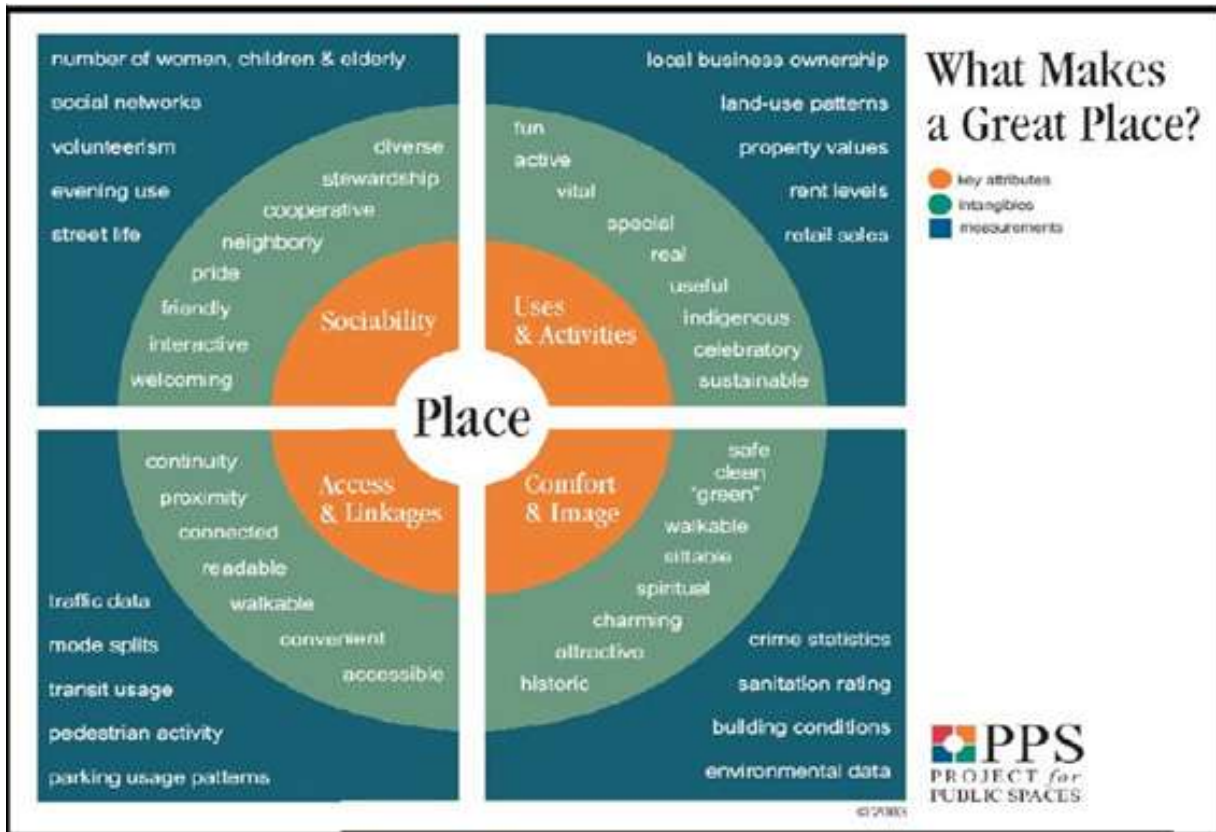 What Makes
a Great Place?
key attributes
intangibles
measurements
number of women, children & elderly
social networks
volunteerism
evening use
street life
diverse
stewardship
cooperative
neighborly
pride
friendly
interactive
welcoming
Sociability
local business ownership
land-use patterns
property values
rent levels
retail sales
fun
active
vital
special
real
useful
indigenous
celebratory
sustainable
Uses
& Activities
Place
continuity
proximity
connected
readable
walkable
convenient
accessible
Access
& Linkages
traffic data
mode splits
transit usage
pedestrian activity
parking usage patterns
Comfort
& Image
safe
clean
"green"
walkable
sittable
spiritual
charming
attractive
historic
crime statistics
sanitation rating
building conditions
environmental data
PPS
PROJECT for
PUBLIC SPACES